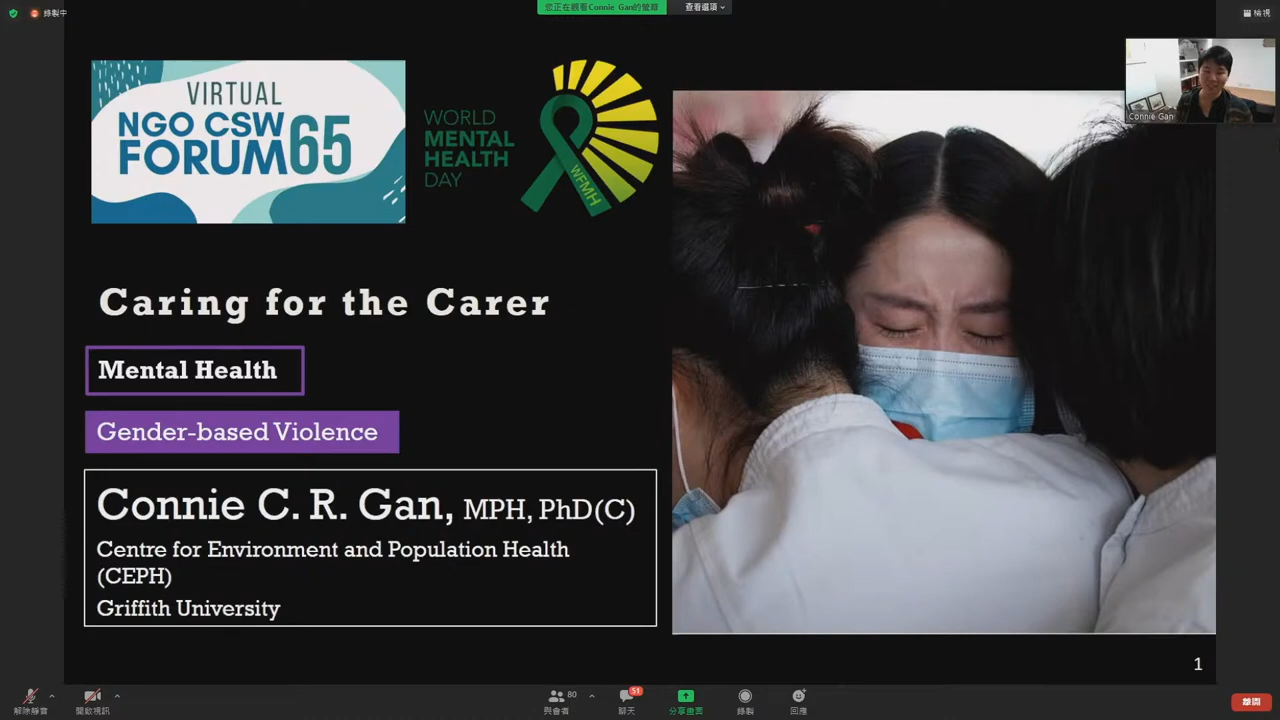 錄製中
您正在觀看Connie Gan的螢幕
查看選項
檢視
VIRTUAL
NGO CSW
FORUM65
WORLD
MENTAL
HEALTH
DAY
WFMH
Connie Gan
Caring for the Carer
Mental Health
Gender-based Violence
Connie C. R. Gan, MPH, PhD(C)
Centre for Environment and Population Health
(CEPH)
Griffith University
1
解除靜音
開啟視訊
80
與會者
51
聊天
分享畫面
錄製
回應
離開